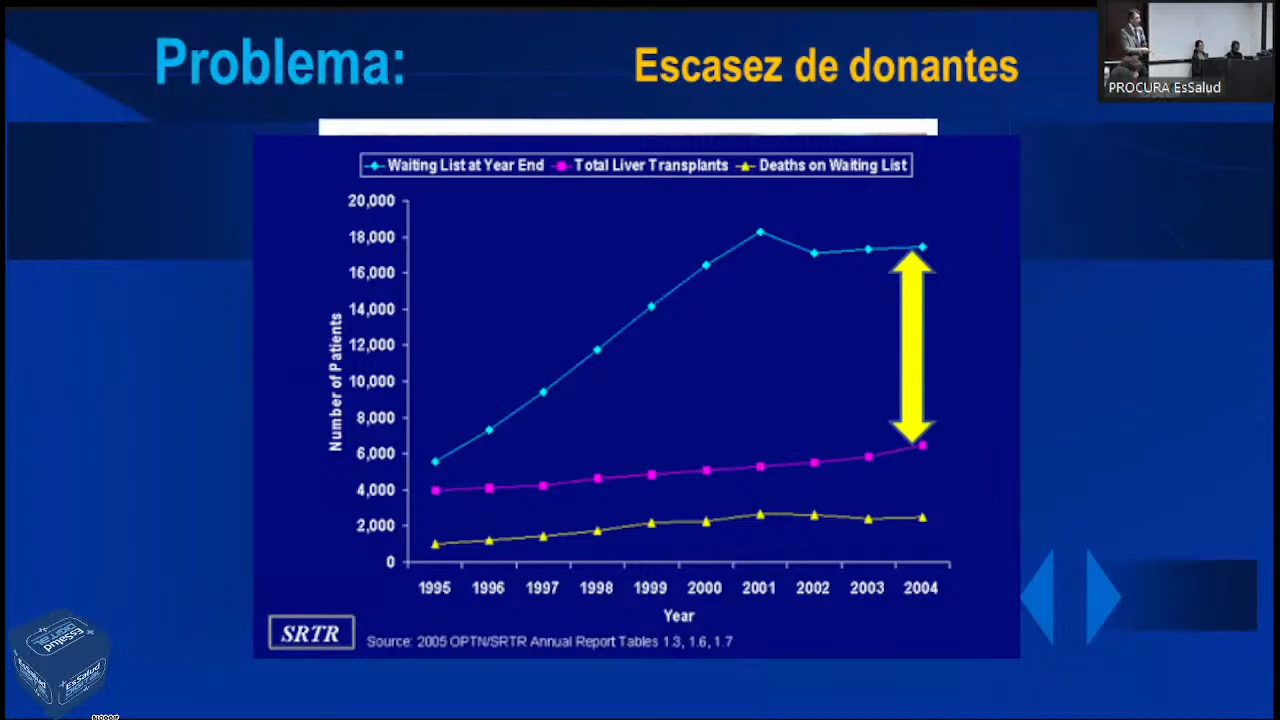 Problema:
Escasez de donantes
PROCURA EsSalud
Waiting List at Year End Total Liver Transplants Deaths on Waiting List
20,000
18,000
16,000
14,000
12,000
10,000
8,000
6,000
4,000
2,000
0
Number of Patients
1995 1996 1997 1998 1999 2000 2001 2002 2003 2004
Year
SRTR
Source: 2005 OPTN/SRTR Annual Report Tables 1.3, 1.6, 1.7
EsSalud
EsSalud
EsSalud